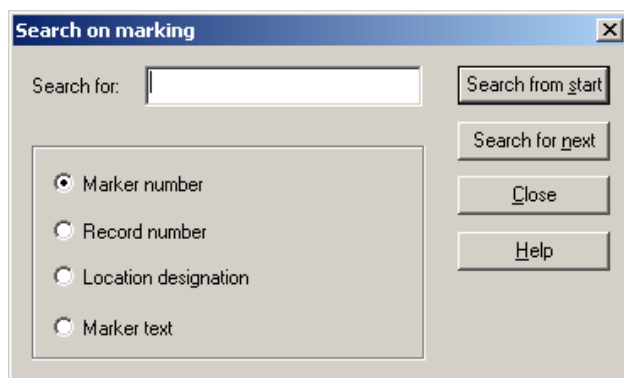 Search on marking
Search for:
Search from start
Search for next
Close
Help
Marker number
Record number
Location designation
Marker text